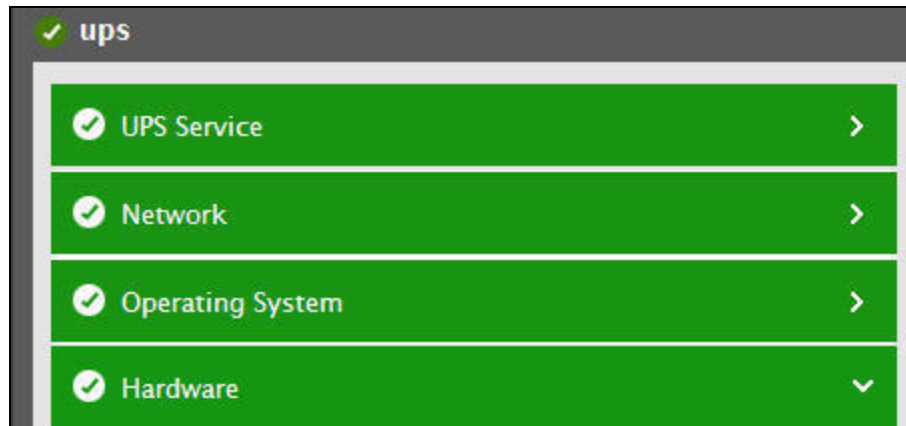 ups
UPS Service
Network
Operating System
Hardware